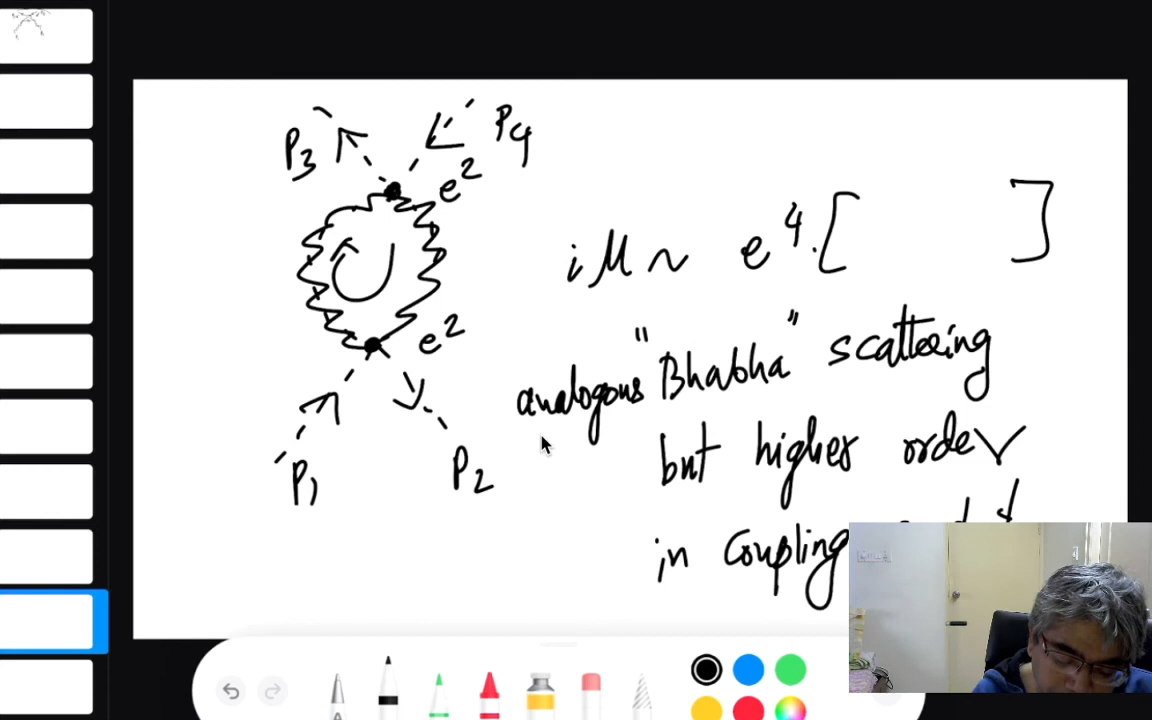 P3
P4
e²
iM ~ e⁴.[ ]
e²
analogous "Bhabha" scattering
P1
P2
but higher order
in coupling